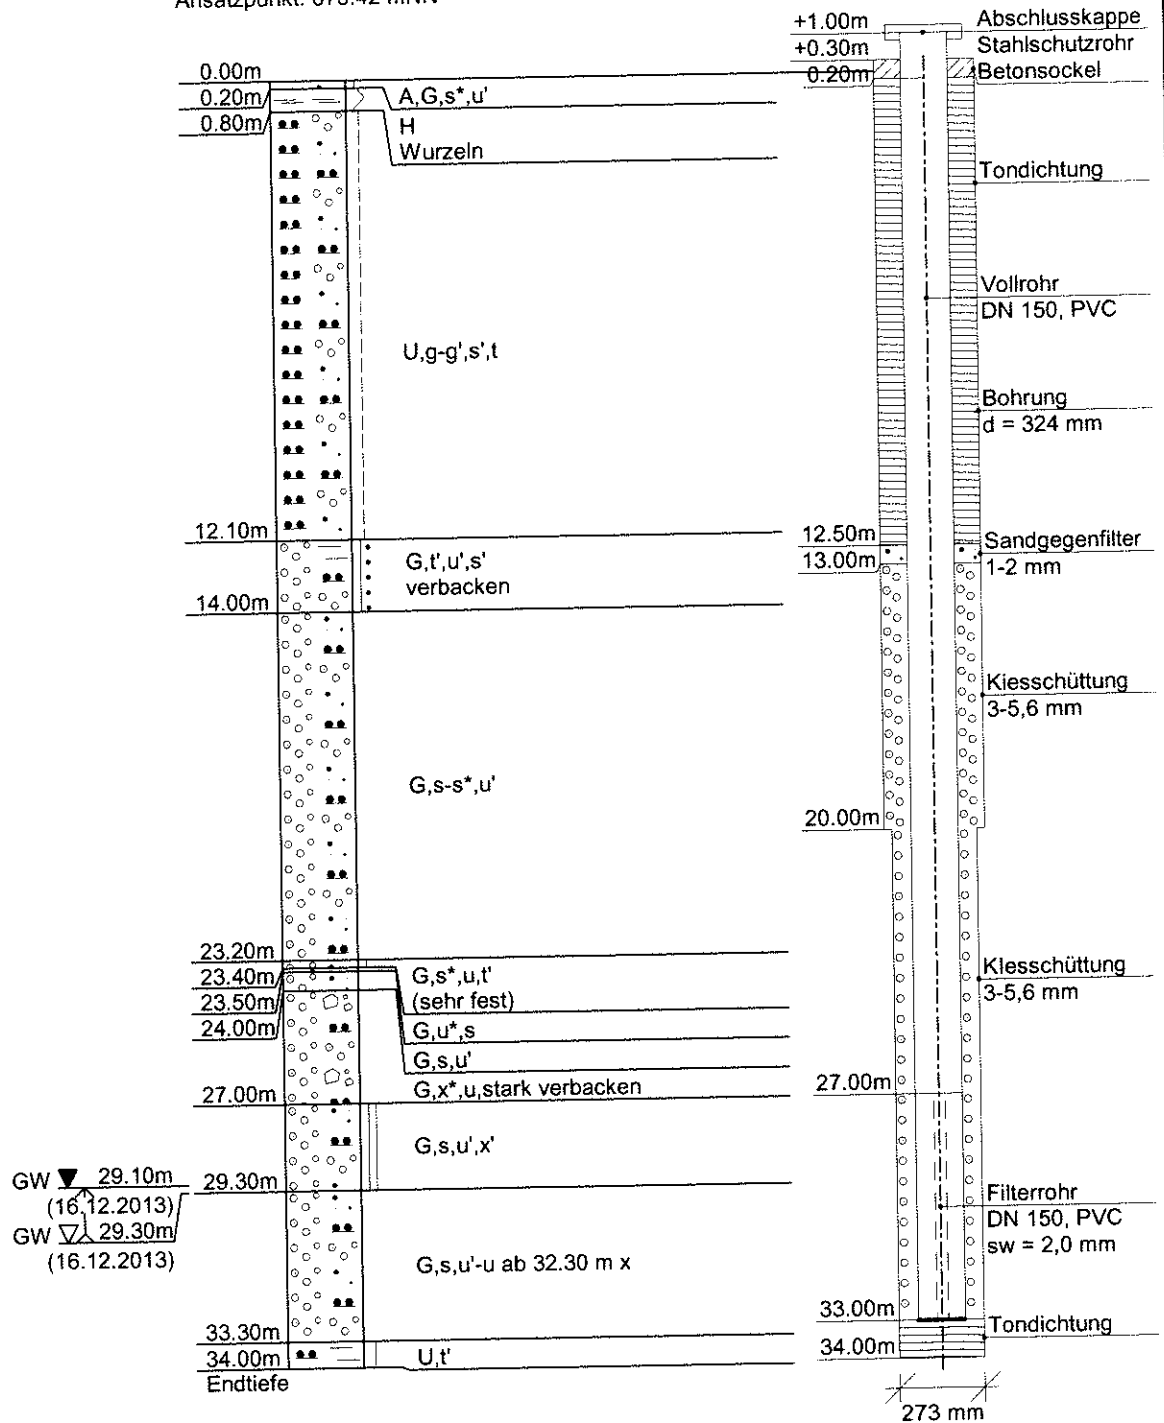 +1.00m
Abschlusskappe
+0.30m
Stahlschutzrohr
0.20m
Betonsockel
0.00m
0.20m
A,G,s*,u'
0.80m
H
Wurzeln
Tondichtung
Vollrohr
DN 150, PVC
U,g-g',s',t
Bohrung
d = 324 mm
12.10m
12.50m
Sandgegenfilter
1-2 mm
13.00m
G,t',u',s'
verbacken
14.00m
Kiesschüttung
3-5,6 mm
G,s-s*,u'
20.00m
23.20m
23.40m
G,s*,u,t'
(sehr fest)
23.50m
24.00m
G,u*,s
G,s,u'
G,x*,u,stark verbacken
Kiesschüttung
3-5,6 mm
27.00m
27.00m
G,s,u',x'
GW 29.10m
(16.12.2013)
29.30m
GW 29.30m
(16.12.2013)
Filterrohr
DN 150, PVC
sw = 2,0 mm
G,s,u'-u ab 32.30 m x
33.00m
33.30m
Tondichtung
34.00m
34.00m
U,t'
Endtiefe
273 mm